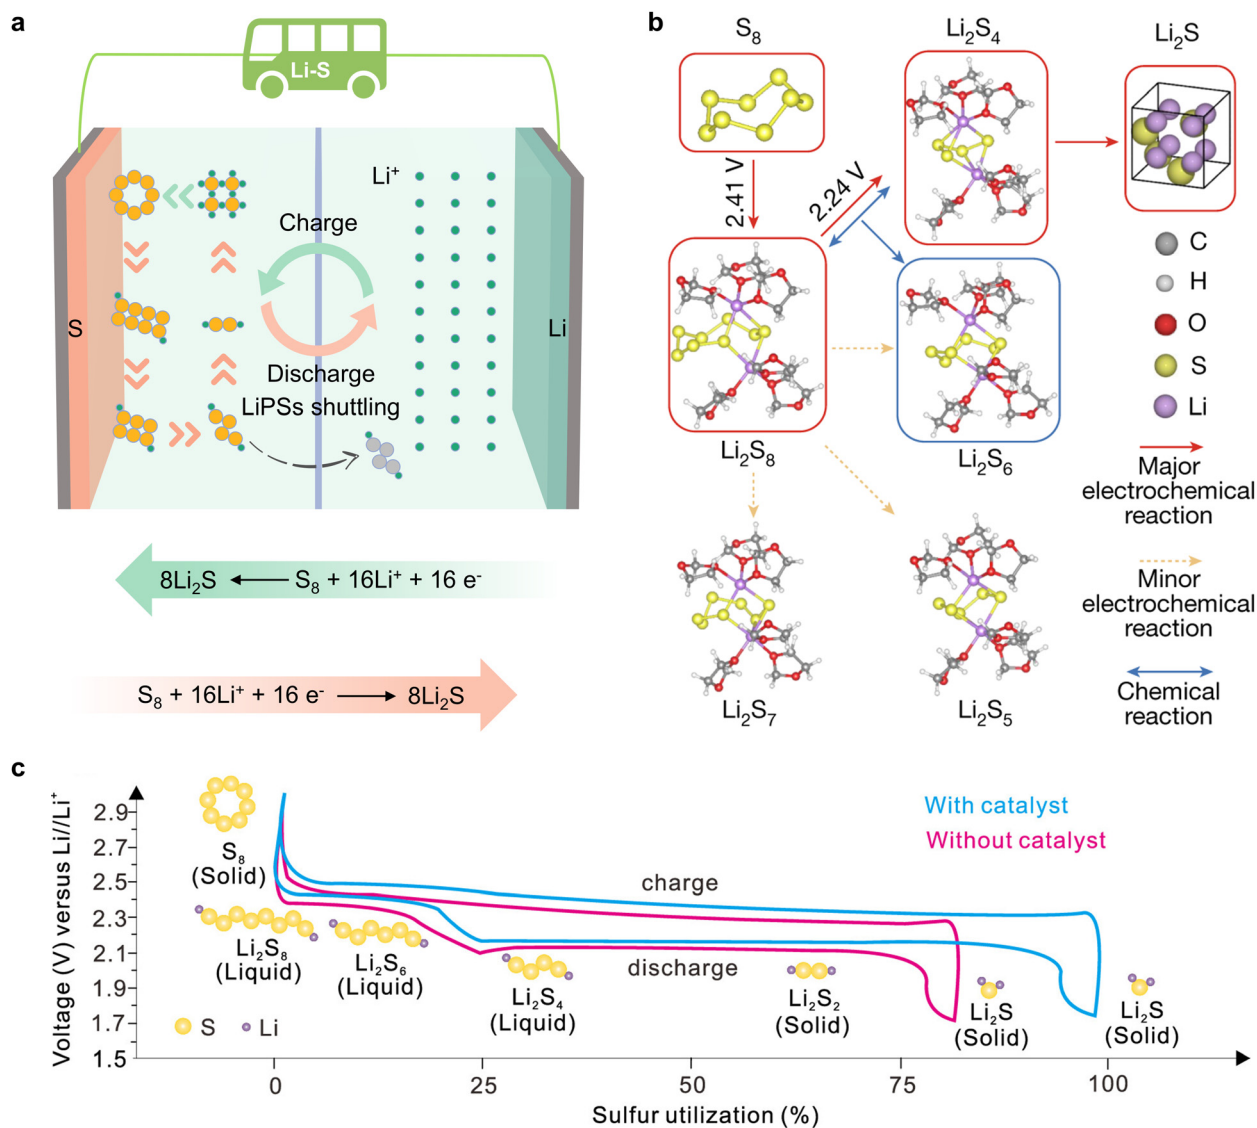 a
Li-S
Li⁺
Charge
S
Li
Discharge
LiPSs shuttling
8Li₂S ⟵ S₈ + 16Li⁺ + 16 e⁻
S₈ + 16Li⁺ + 16 e⁻ ⟶ 8Li₂S
b
S₈
Li₂S₄
Li₂S
2.41 V
2.24 V
C
H
O
S
Li
Li₂S₈
Li₂S₆
Major
electrochemical
reaction
Minor
electrochemical
reaction
Li₂S₇
Li₂S₅
Chemical
reaction
c
Voltage (V) versus Li//Li⁺
2.9
2.7
2.5
2.3
2.1
1.9
1.7
1.5
S₈
(Solid)
With catalyst
Without catalyst
charge
discharge
Li₂S₈
(Liquid)
Li₂S₆
(Liquid)
Li₂S₄
(Liquid)
Li₂S₂
(Solid)
Li₂S
(Solid)
Li₂S
(Solid)
S
Li
0
25
50
75
100
Sulfur utilization (%)